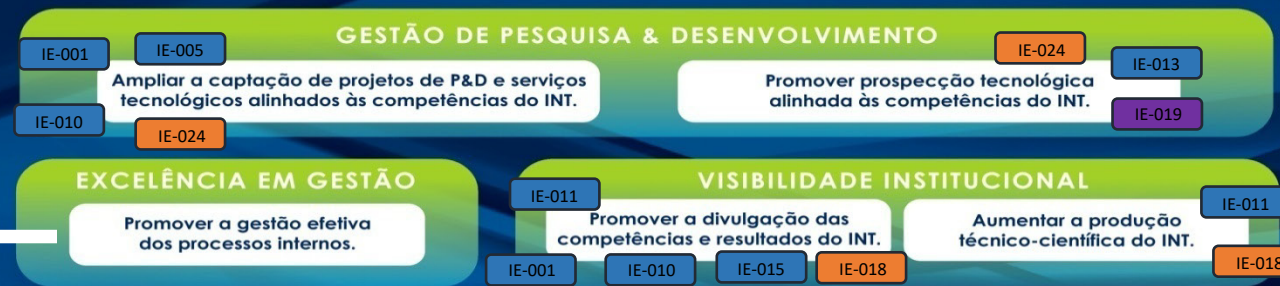 GESTÃO DE PESQUISA & DESENVOLVIMENTO
IE-001
IE-005
IE-024
IE-013
Ampliar a captação de projetos de P&D e serviços
tecnológicos alinhados às competências do INT.
Promover prospecção tecnológica
alinhada às competências do INT.
IE-010
IE-024
IE-019
EXCELÊNCIA EM GESTÃO
Promover a gestão efetiva
dos processos internos.
VISIBILIDADE INSTITUCIONAL
IE-011
IE-011
Promover a divulgação das
competências e resultados do INT.
Aumentar a produção
técnico-científica do INT.
IE-001
IE-010
IE-015
IE-018
IE-018